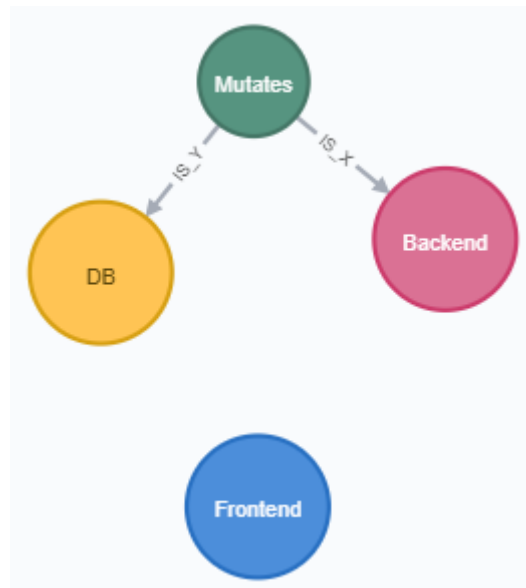 Mutates
IS_Y
IS_X
Backend
DB
Frontend